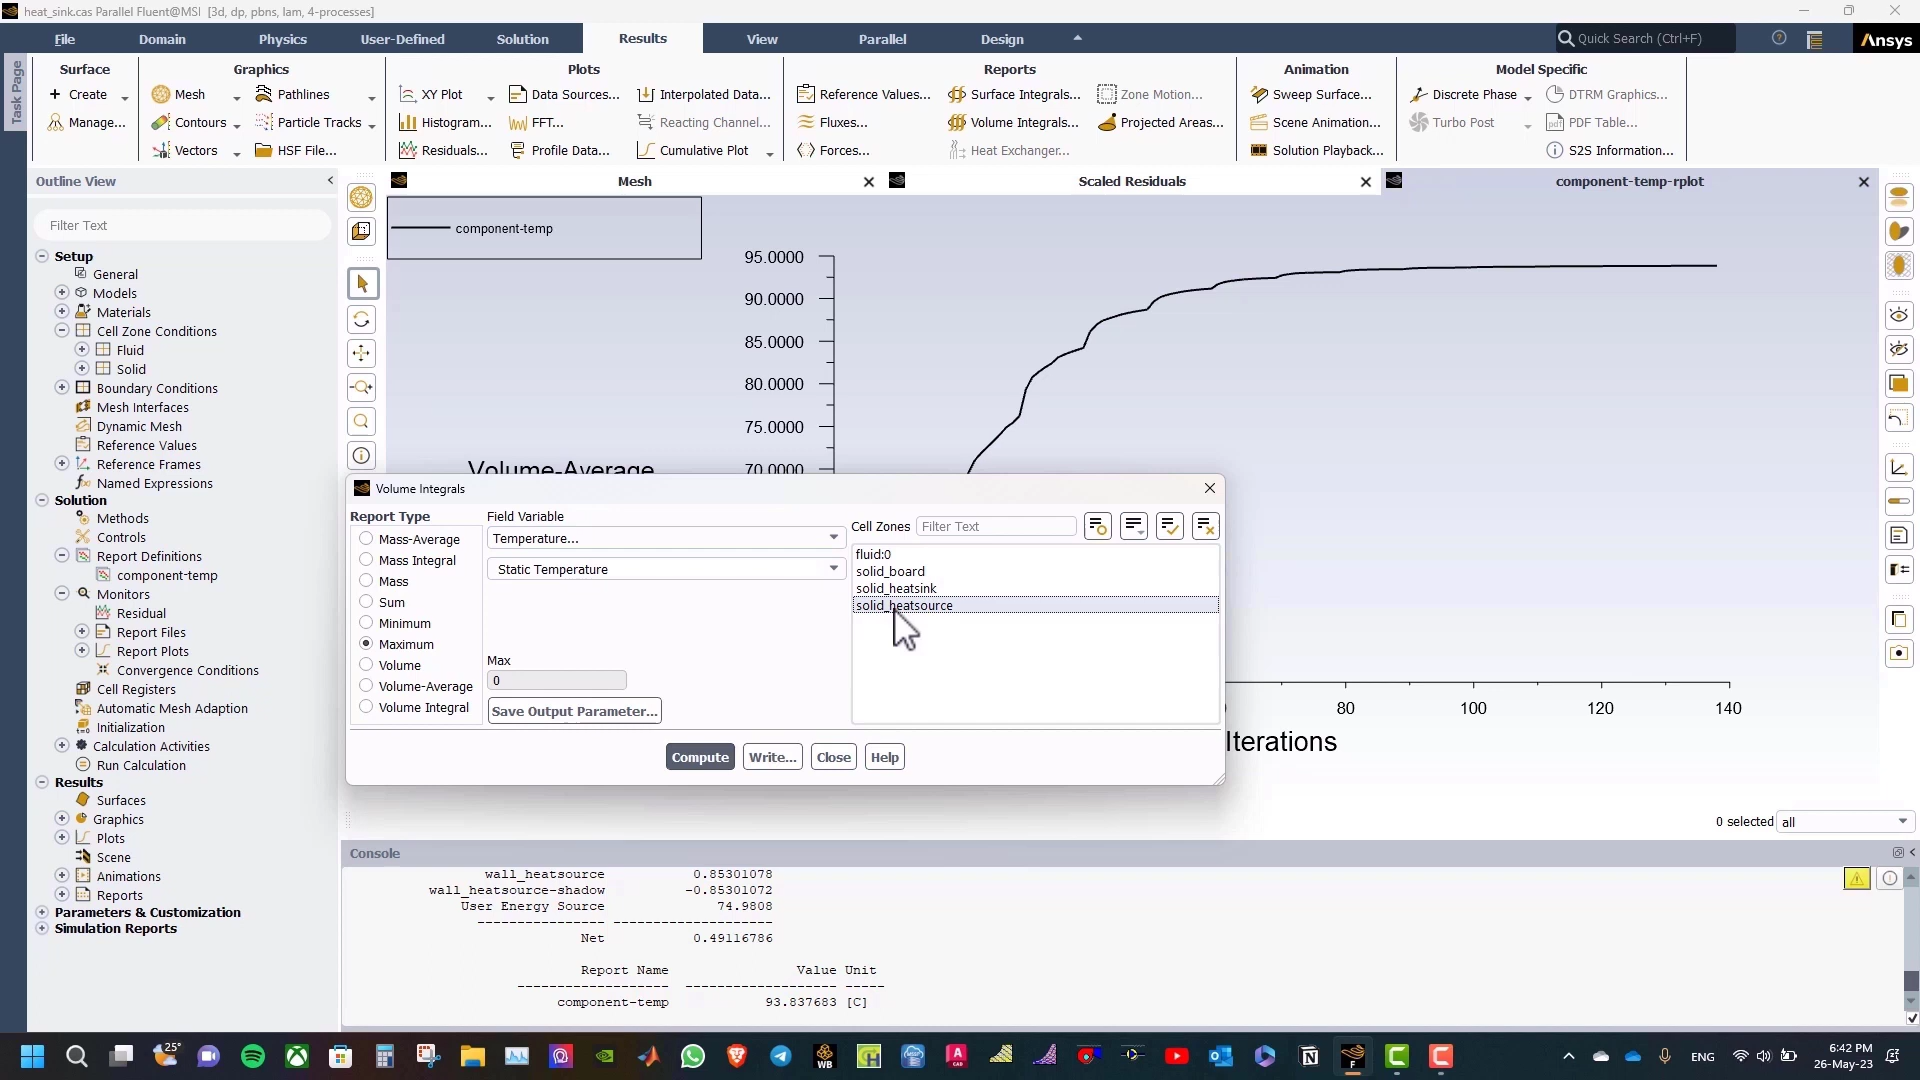 heat_sink.cas Parallel Fluent@MSI [3d, dp, pbns, lam, 4-processes]
File Domain Physics User-Defined Solution Results View Parallel Design Quick Search (Ctrl+F) Ansys
Task Page
Surface Graphics Plots Reports Animation Model Specific
Create Mesh Pathlines XY Plot Data Sources... Interpolated Data... Reference Values... Surface Integrals... Zone Motion... Sweep Surface... Discrete Phase DTRM Graphics...
Manage... Contours Particle Tracks Histogram... FFT... Reacting Channel... Fluxes... Volume Integrals... Projected Areas... Scene Animation... Turbo Post PDF Table...
Vectors HSF File... Residuals... Profile Data... Cumulative Plot Forces... Heat Exchanger... Solution Playback... S2S Information...
Outline View
Filter Text
Setup
General
Models
Materials
Cell Zone Conditions
Fluid
Solid
Boundary Conditions
Mesh Interfaces
Dynamic Mesh
Reference Values
Reference Frames
Named Expressions
Solution
Methods
Controls
Report Definitions
component-temp
Monitors
Residual
Report Files
Report Plots
Convergence Conditions
Cell Registers
Automatic Mesh Adaption
Initialization
Calculation Activities
Run Calculation
Results
Surfaces
Graphics
Plots
Scene
Animations
Reports
Parameters & Customization
Simulation Reports
Mesh Scaled Residuals component-temp-rplot
component-temp
95.0000
90.0000
85.0000
80.0000
75.0000
70.0000
Volume-Average
80 100 120 140
Iterations
Volume Integrals
Report Type
Mass-Average
Mass Integral
Mass
Sum
Minimum
Maximum
Volume
Volume-Average
Volume Integral
Field Variable
Temperature...
Static Temperature
Max
0
Save Output Parameter...
Cell Zones Filter Text
fluid:0
solid_board
solid_heatsink
solid_heatsource
Compute Write... Close Help
0 selected all
Console
wall_heatsource 0.85301078
wall_heatsource-shadow -0.85301072
User Energy Source 74.9808
---------------- --------------------
Net 0.49116786
Report Name Value Unit
------------------- ------------------- -----
component-temp 93.837683 [C]
25°
WB
ENG
6:42 PM
26-May-23